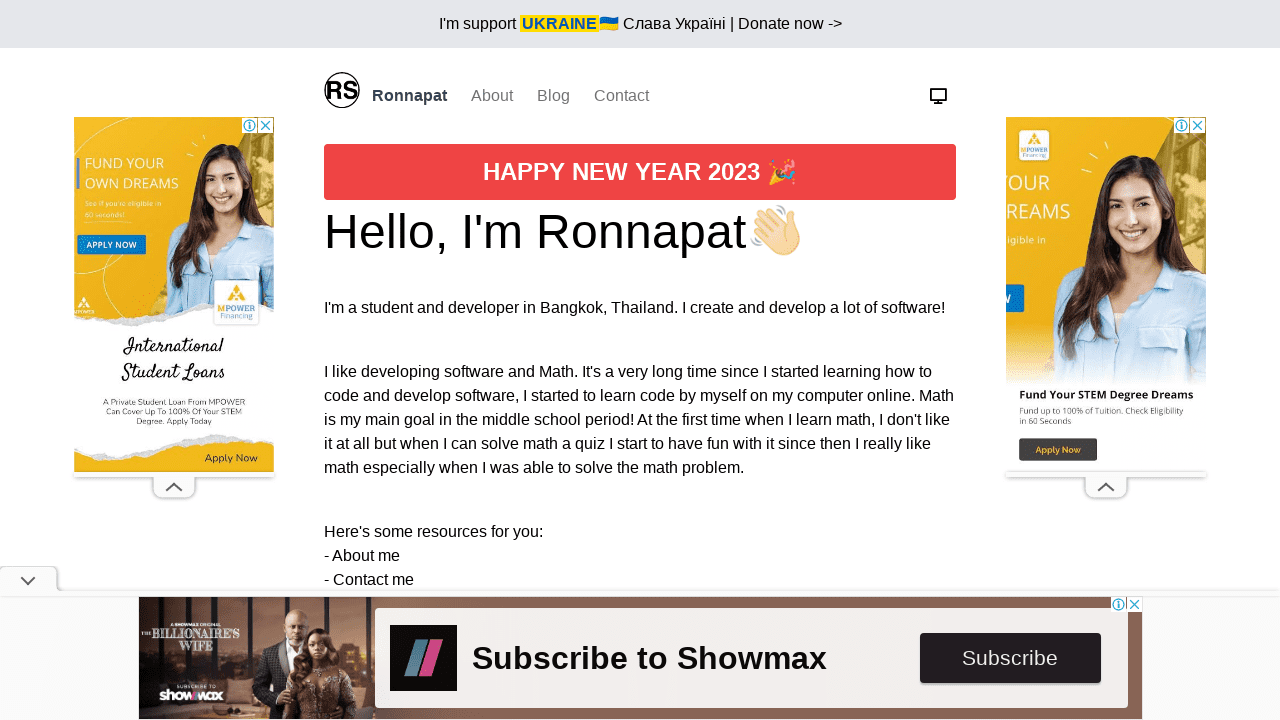 I'm support UKRAINE🇺🇦 Слава Україні | Donate now ->
RS Ronnapat About Blog Contact
HAPPY NEW YEAR 2023 🎉
Hello, I'm Ronnapat👋🏻
I'm a student and developer in Bangkok, Thailand. I create and develop a lot of software!
I like developing software and Math. It's a very long time since I started learning how to
code and develop software, I started to learn code by myself on my computer online. Math
is my main goal in the middle school period! At the first time when I learn math, I don't like
it at all but when I can solve math a quiz I start to have fun with it since then I really like
math especially when I was able to solve the math problem.
Here's some resources for you:
- About me
- Contact me
FUND YOUR
OWN DREAMS
See if you're eligible in
60 Seconds!
APPLY NOW
MPOWER
Financing
MPOWER
International
Student Loans
A Private Student Loan From MPOWER
Can Cover Up To 100% Of Your STEM
Degree. Apply Today
Apply Now
MPOWER
Financing
YOUR
REAMS
igible in
W
Fund Your STEM Degree Dreams
Fund up to 100% of Tuition. Check Eligibility
in 60 Seconds
Apply Now
A SHOWMAX ORIGINAL
THE BILLIONAIRE'S
WIFE
SUBSCRIBE TO
showmax
Subscribe to Showmax
Subscribe